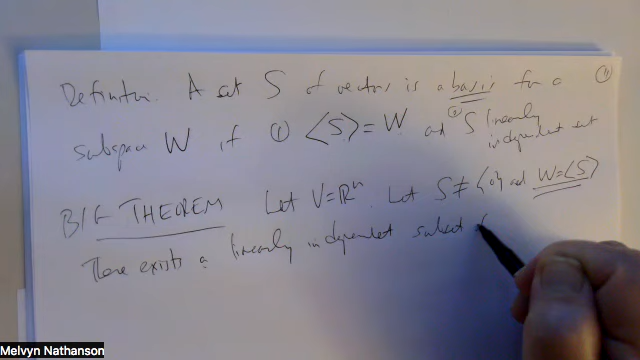 Definition. A set S of vectors is a basis for a ⑪
subspace W if ① ⟨S⟩ = W and ② S linearly independent set
BIG THEOREM Let V = ℝⁿ. Let S ≠ {0} and W = ⟨S⟩
There exists a linearly independent subset
Melvyn Nathanson